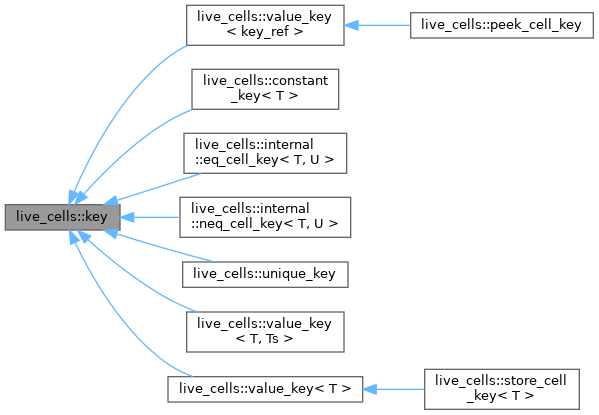 live_cells::value_key
< key_ref >
live_cells::peek_cell_key
live_cells::constant
_key< T >
live_cells::internal
::eq_cell_key< T, U >
live_cells::key
live_cells::internal
::neq_cell_key< T, U >
live_cells::unique_key
live_cells::value_key
< T, Ts >
live_cells::value_key< T >
live_cells::store_cell
_key< T >